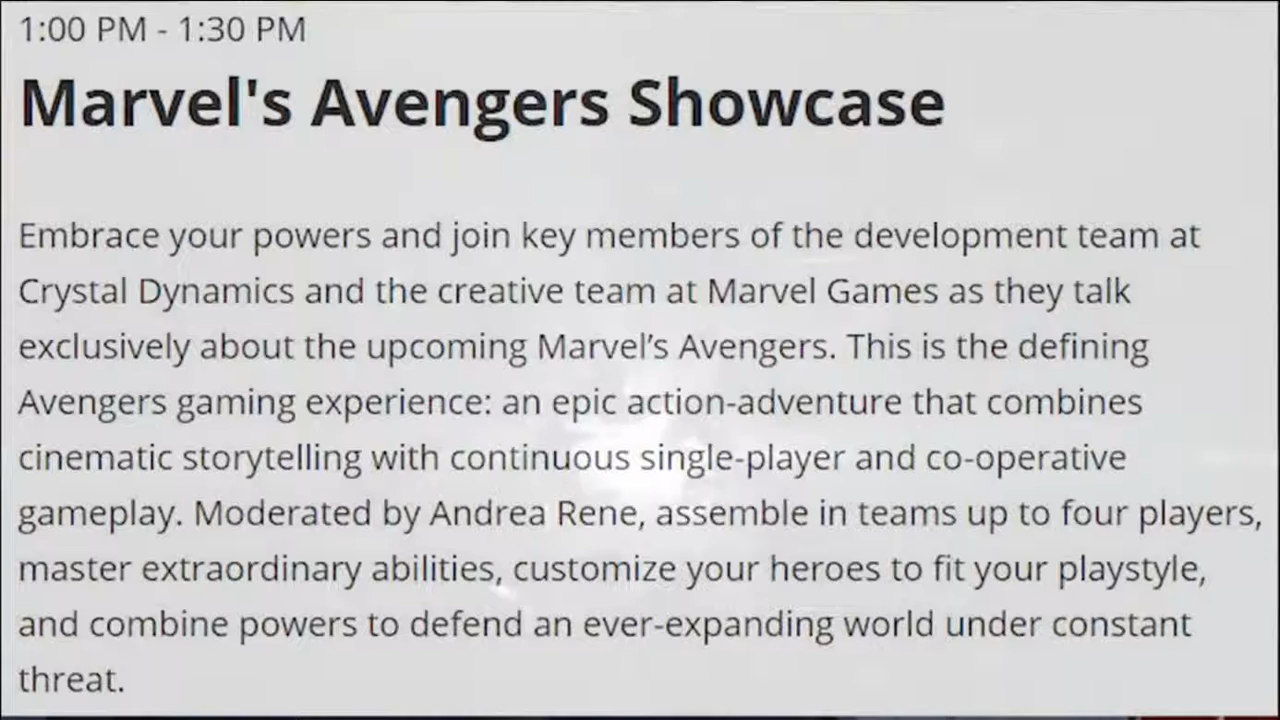 1:00 PM - 1:30 PM
Marvel's Avengers Showcase
Embrace your powers and join key members of the development team at
Crystal Dynamics and the creative team at Marvel Games as they talk
exclusively about the upcoming Marvel’s Avengers. This is the defining
Avengers gaming experience: an epic action-adventure that combines
cinematic storytelling with continuous single-player and co-operative
gameplay. Moderated by Andrea Rene, assemble in teams up to four players,
master extraordinary abilities, customize your heroes to fit your playstyle,
and combine powers to defend an ever-expanding world under constant
threat.